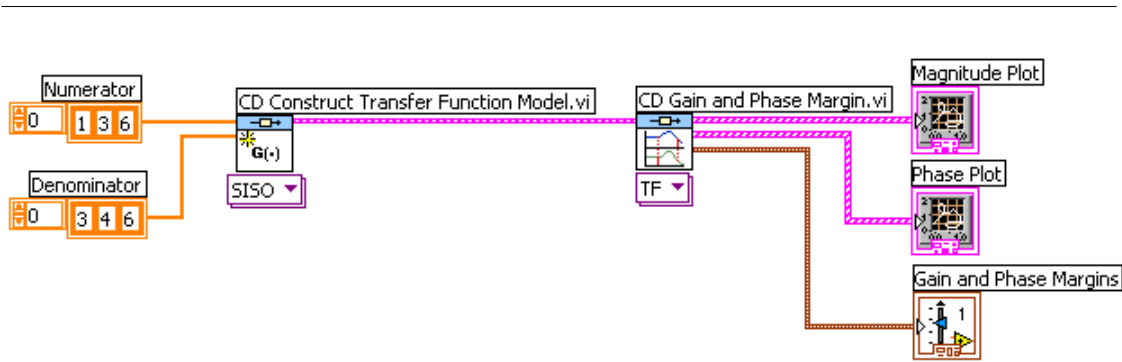 Magnitude Plot
Numerator
CD Construct Transfer Function Model.vi
CD Gain and Phase Margin.vi
0
1 3 6
G(·)
SISO
TF
Denominator
0
3 4 6
Phase Plot
Gain and Phase Margins
1